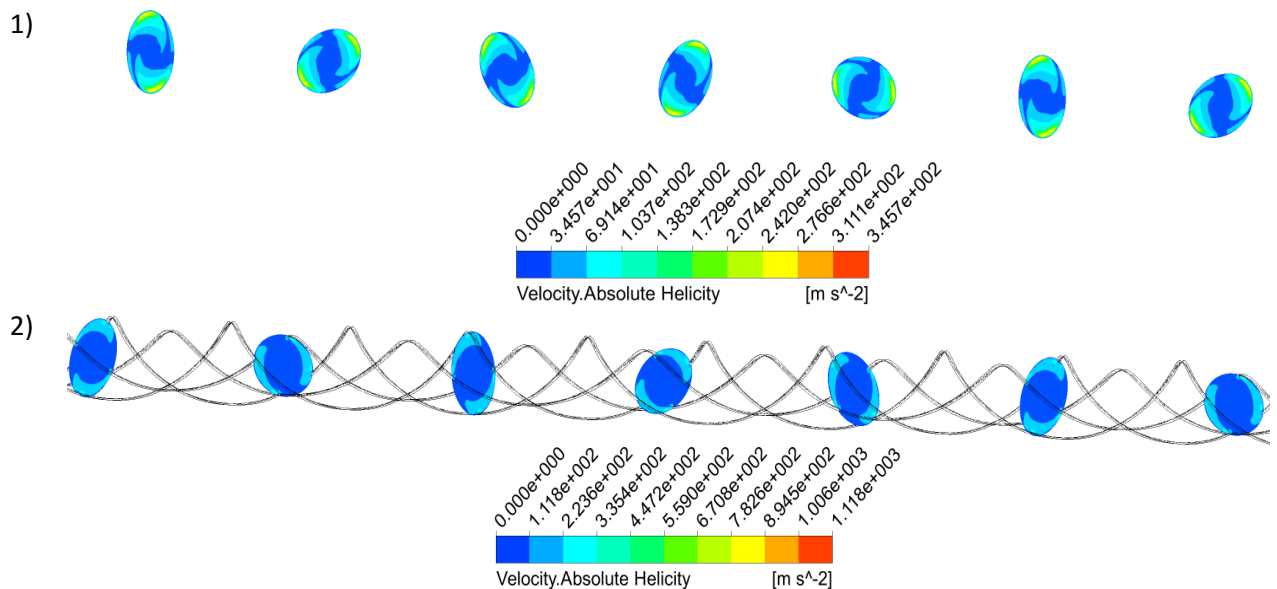 1)
0.000e+000
3.457e+001
6.914e+001
1.037e+002
1.383e+002
1.729e+002
2.074e+002
2.420e+002
2.766e+002
3.111e+002
3.457e+002
Velocity.Absolute Helicity [m s^-2]
2)
0.000e+000
1.118e+002
2.236e+002
3.354e+002
4.472e+002
5.590e+002
6.708e+002
7.826e+002
8.945e+002
1.006e+003
1.118e+003
Velocity.Absolute Helicity [m s^-2]